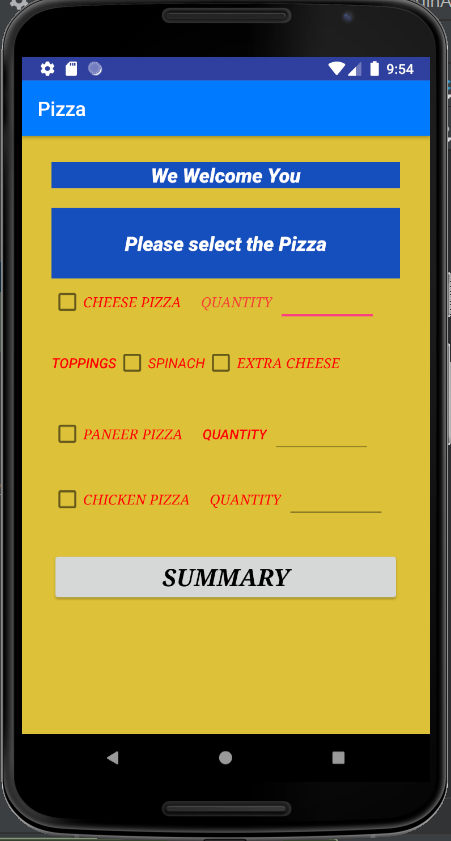 9:54
Pizza
We Welcome You
Please select the Pizza
CHEESE PIZZA QUANTITY
TOPPINGS SPINACH EXTRA CHEESE
PANEER PIZZA QUANTITY
CHICKEN PIZZA QUANTITY
SUMMARY